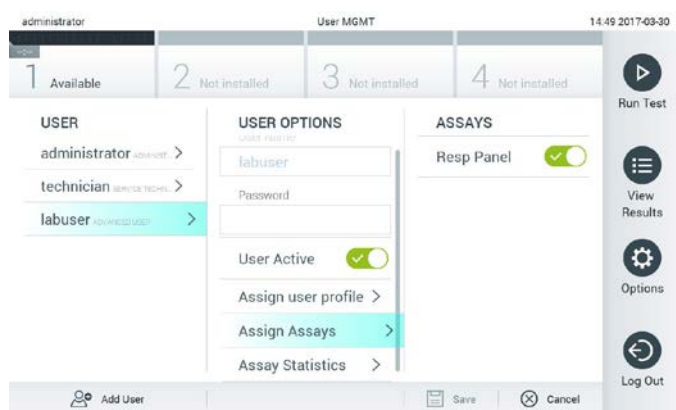 administrator
User MGMT
14:49 2017-03-30
1 Available
2 Not installed
3 Not installed
4 Not installed
Run Test
USER
USER OPTIONS
ASSAYS
administrator
labuser
Resp Panel
technician
Password
View
Results
labuser ADVANCED USER
User Active
Assign user profile
Options
Assign Assays
Assay Statistics
Log Out
Add User
Save
Cancel